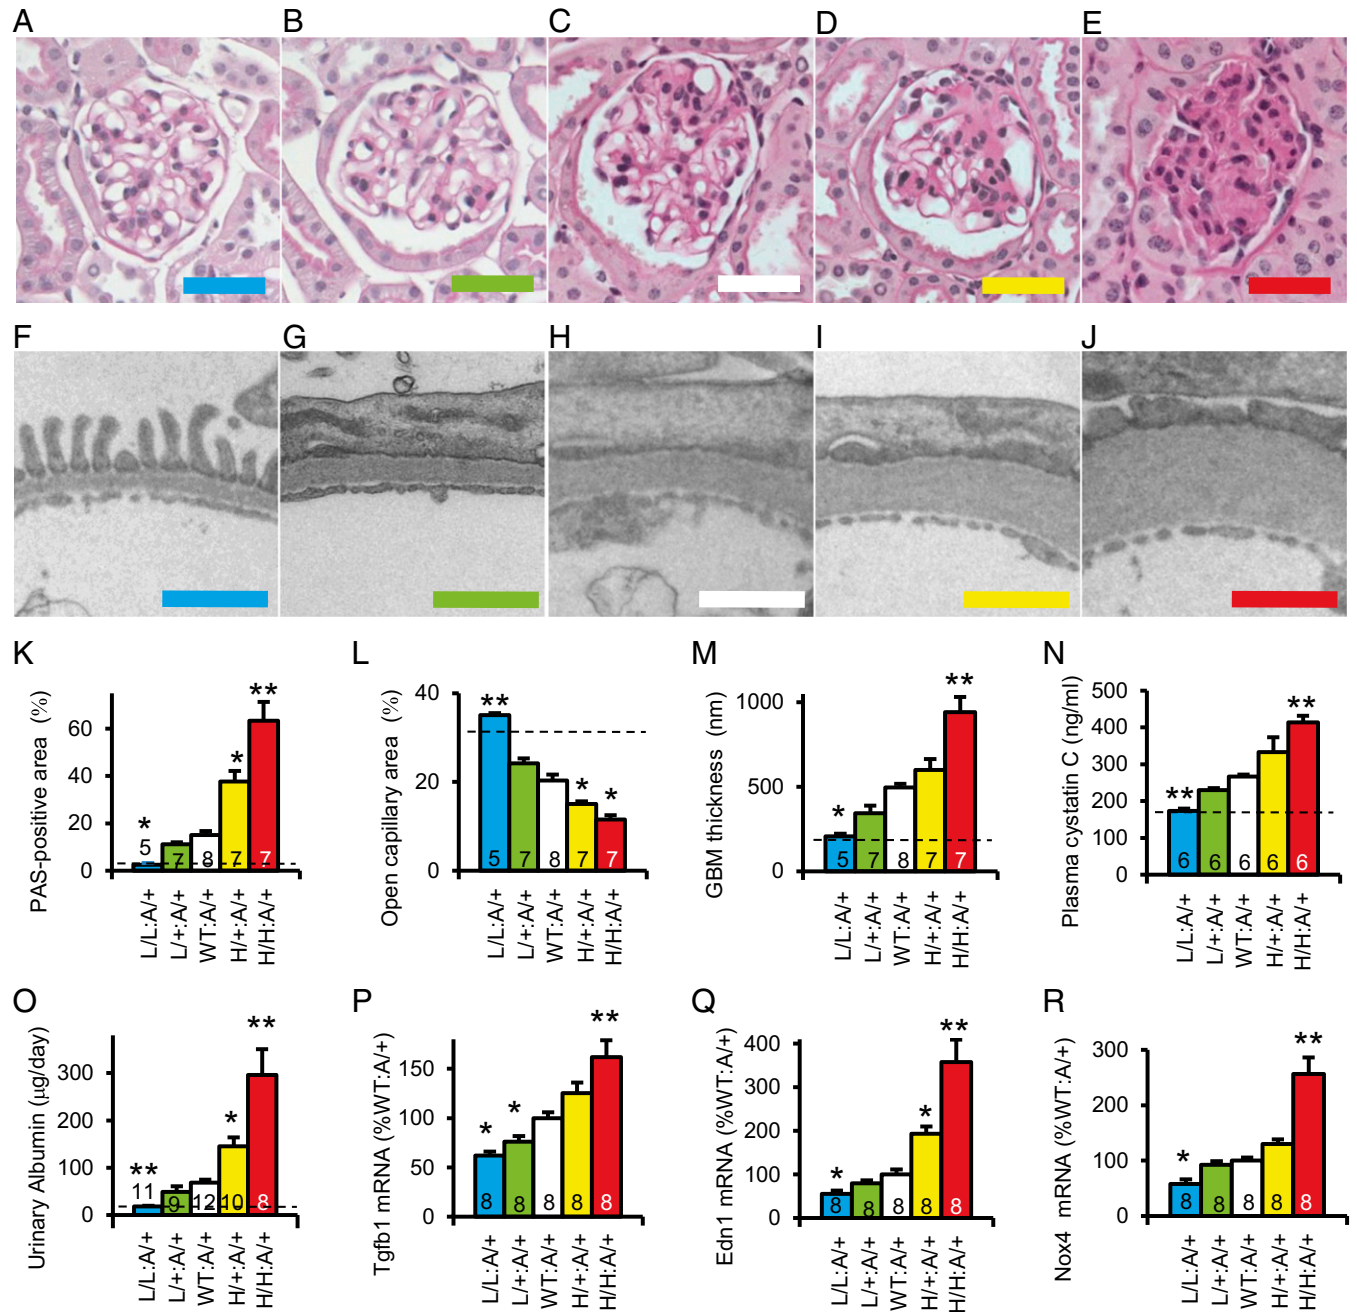 A B C D E
F G H I J
K L M N
PAS-positive area (%)
60
40
20
0
*
5
7
8
*
7
**
7
L/L:A/+
L/+:A/+
WT:A/+
H/+:A/+
H/H:A/+
Open capillary area (%)
40
20
0
**
5
7
8
*
7
*
7
L/L:A/+
L/+:A/+
WT:A/+
H/+:A/+
H/H:A/+
GBM thickness (nm)
1000
500
0
*
5
7
8
7
**
7
L/L:A/+
L/+:A/+
WT:A/+
H/+:A/+
H/H:A/+
Plasma cystatin C (ng/ml)
500
400
300
200
100
0
**
6
6
6
6
**
6
L/L:A/+
L/+:A/+
WT:A/+
H/+:A/+
H/H:A/+
O P Q R
Urinary Albumin (μg/day)
300
200
100
0
**
11
9
12
*
10
**
8
L/L:A/+
L/+:A/+
WT:A/+
H/+:A/+
H/H:A/+
Tgfb1 mRNA (%WT:A/+)
150
100
50
0
*
8
*
8
8
8
**
8
L/L:A/+
L/+:A/+
WT:A/+
H/+:A/+
H/H:A/+
Edn1 mRNA (%WT:A/+)
400
300
200
100
0
*
8
8
8
*
8
**
8
L/L:A/+
L/+:A/+
WT:A/+
H/+:A/+
H/H:A/+
Nox4 mRNA (%WT:A/+)
300
200
100
0
*
8
8
8
8
**
8
L/L:A/+
L/+:A/+
WT:A/+
H/+:A/+
H/H:A/+